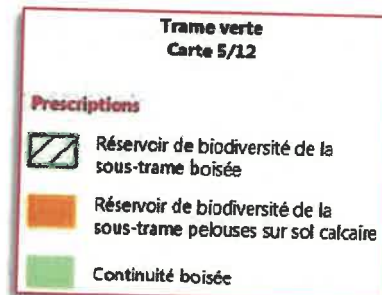 Trame verte
Carte 5/12
Prescriptions
Réservoir de biodiversité de la
sous-trame boisée
Réservoir de biodiversité de la
sous-trame pelouses sur sol calcaire
Continuité boisée